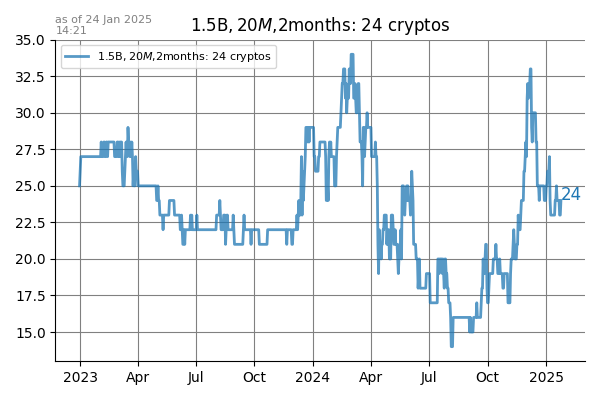 as of 24 Jan 2025
14:21
1.5B, 20M,2months: 24 cryptos
1.5B, 20M,2months: 24 cryptos
35.0
32.5
30.0
27.5
25.0
22.5
20.0
17.5
15.0
24
2023
Apr
Jul
Oct
2024
Apr
Jul
Oct
2025